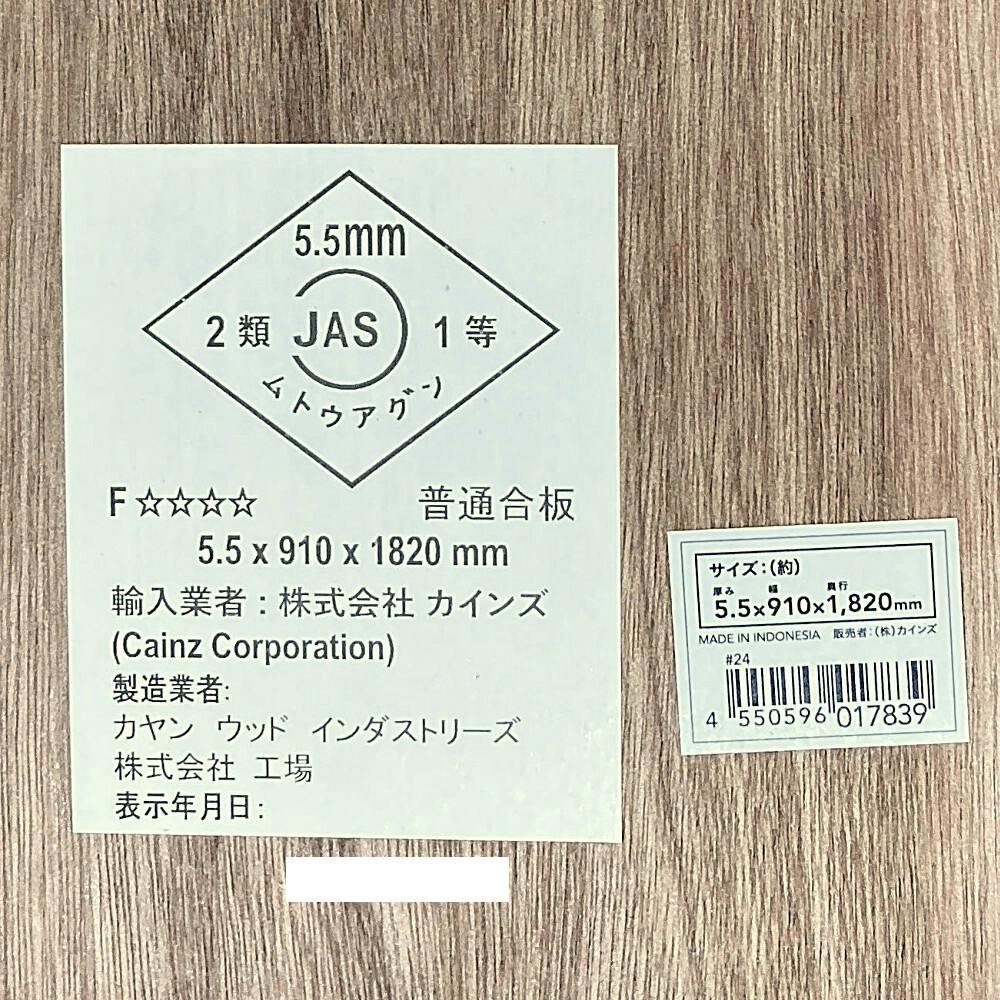 5.5mm
2類 JAS 1等
ムトウアグン
F☆☆☆☆ 普通合板
5.5 x 910 x 1820 mm
輸入業者：株式会社 カインズ
(Cainz Corporation)
製造業者:
カヤン ウッド インダストリーズ
株式会社 工場
表示年月日:
サイズ：(約)
厚み 幅 奥行
5.5×910×1,820mm
MADE IN INDONESIA 販売者：(株)カインズ
#24
4 550596 017839